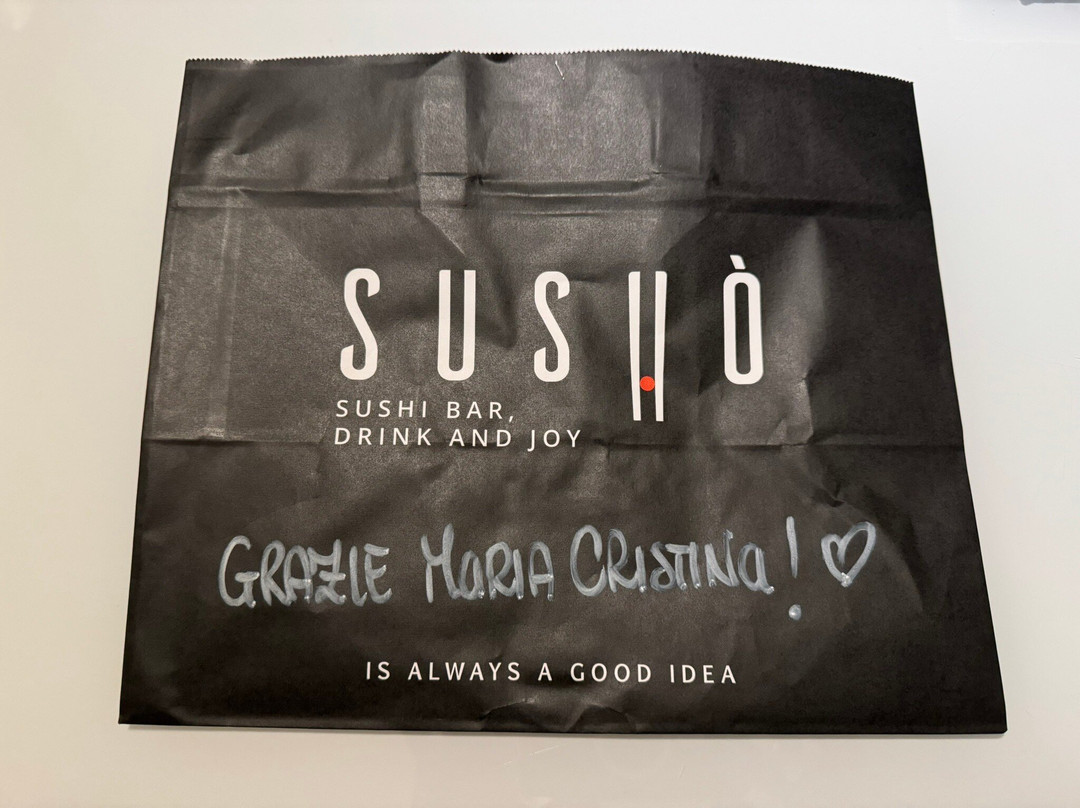 SUSHÒ
SUSHI BAR,
DRINK AND JOY
GRAZIE MARIA CRISTINA! ♡
IS ALWAYS A GOOD IDEA